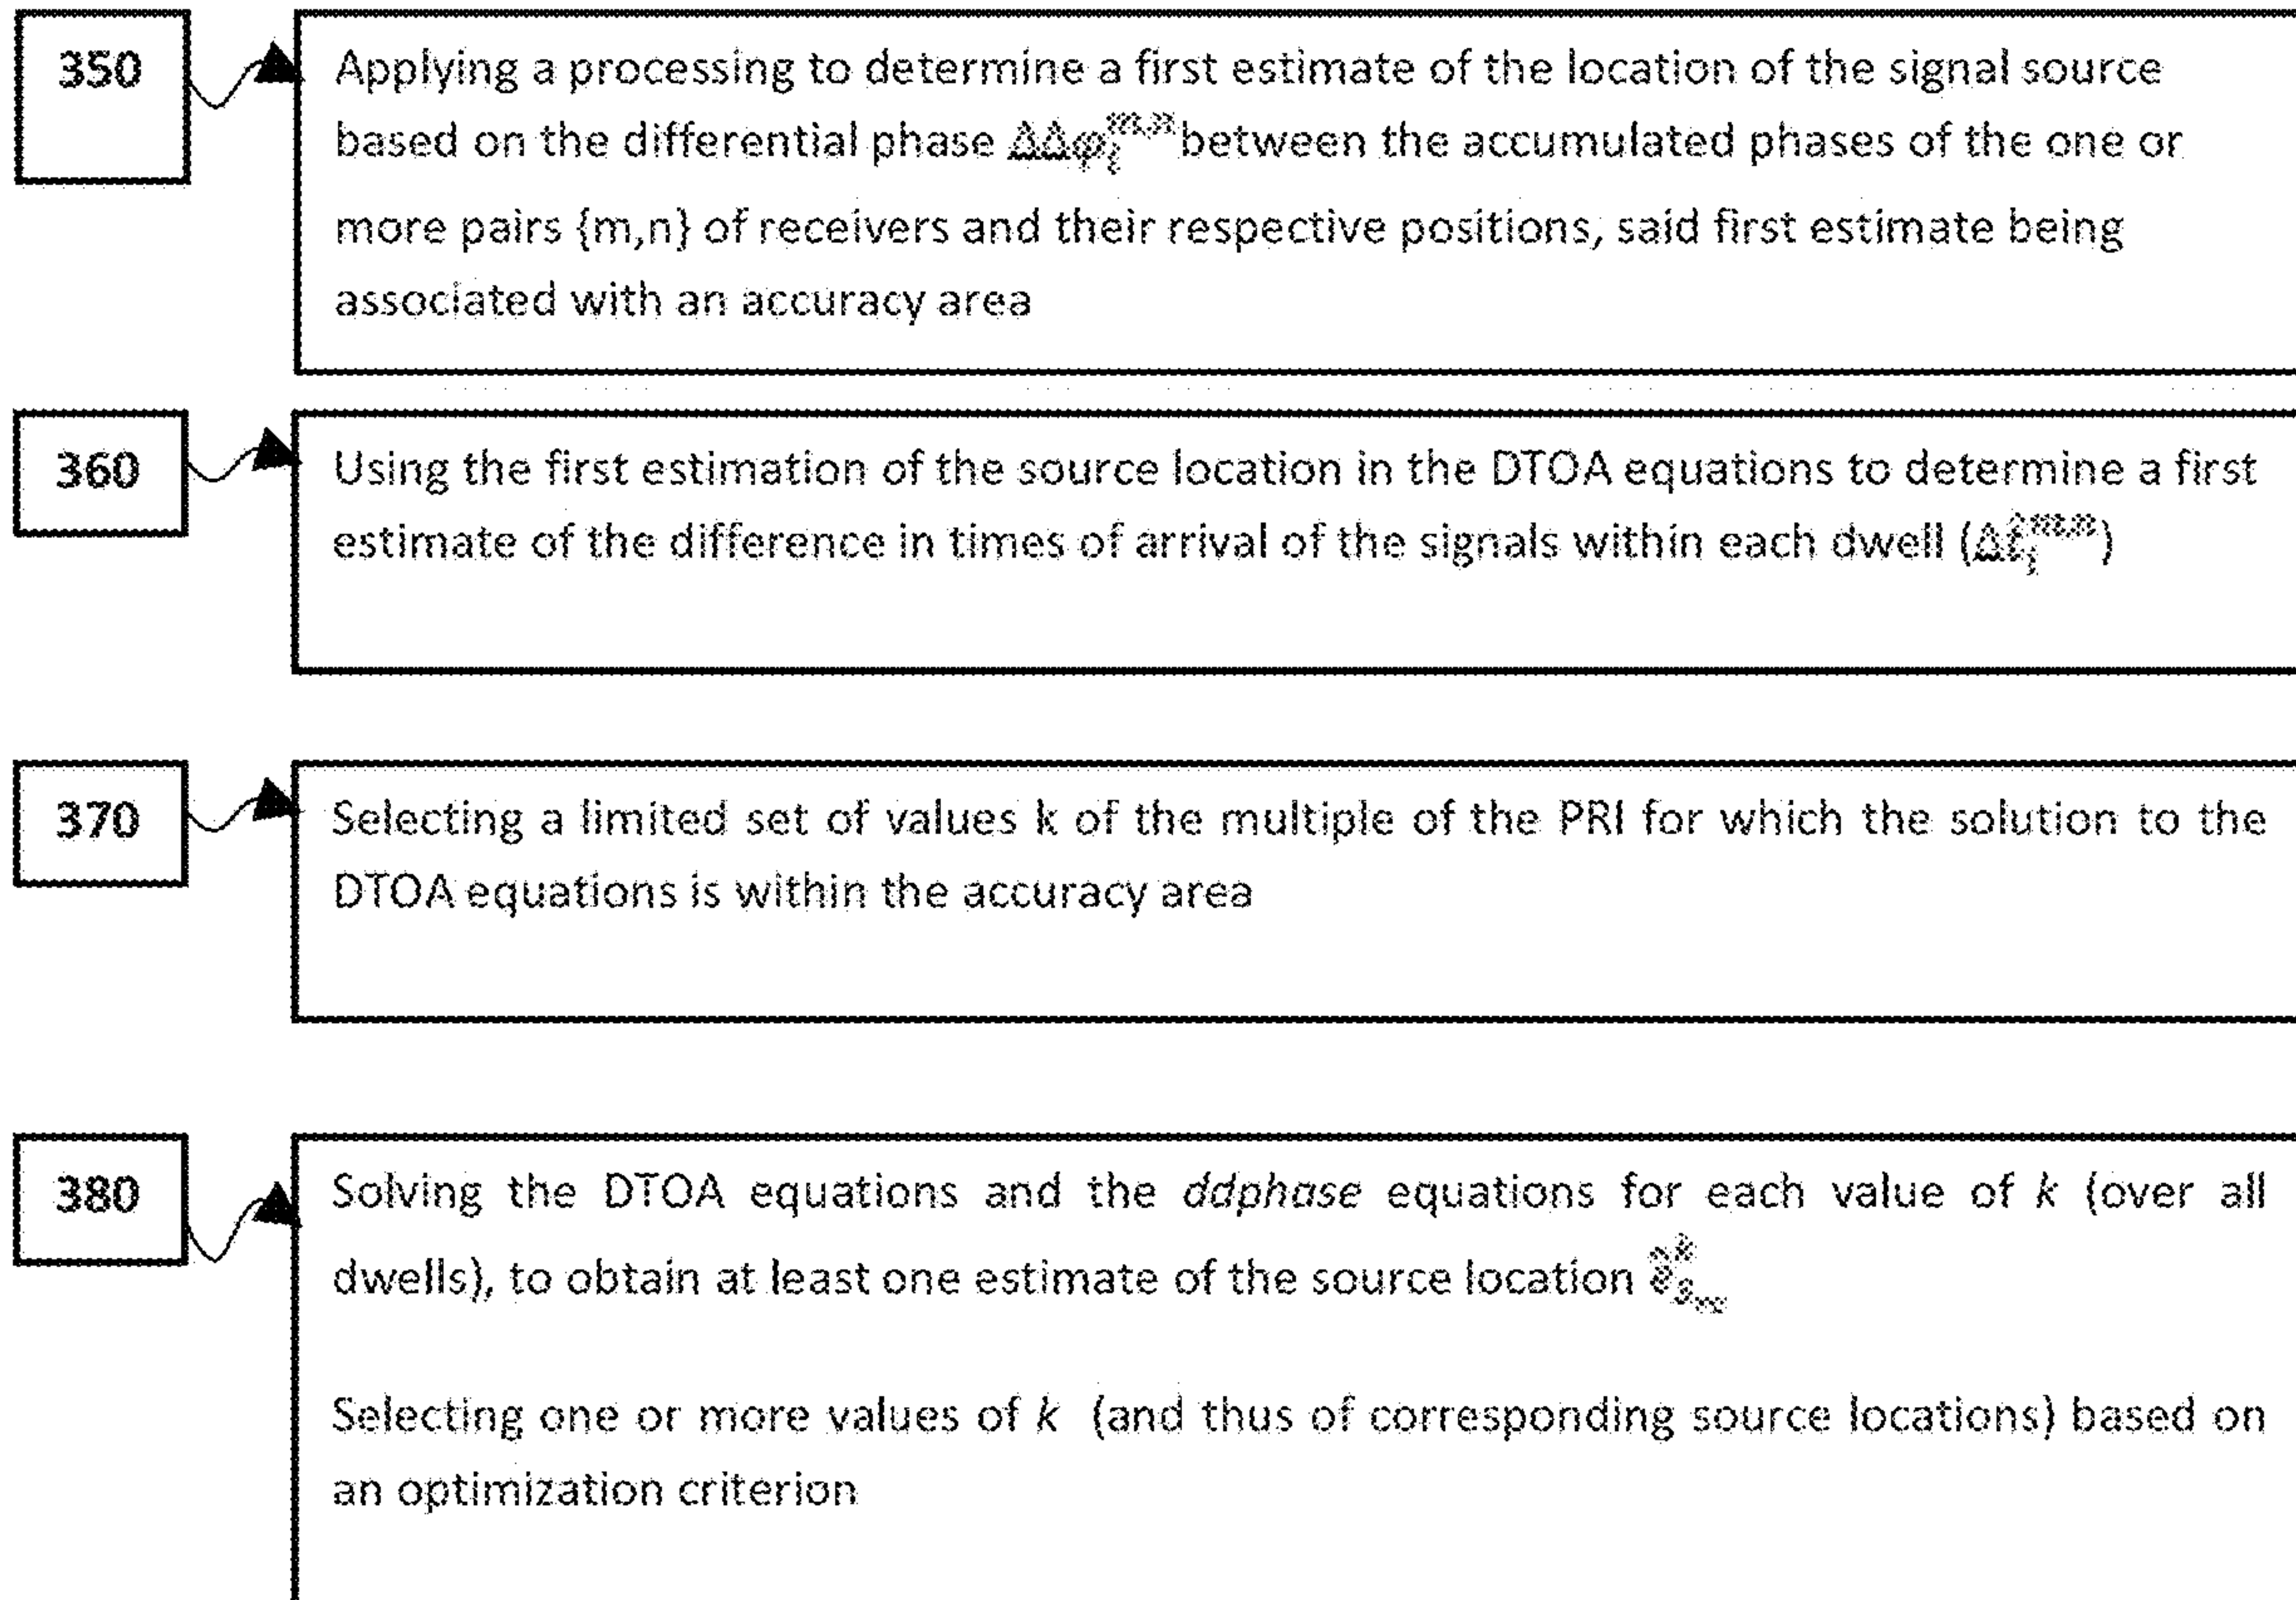 350
Applying a processing to determine a first estimate of the location of the signal source
based on the differential phase ΔΔφ_i^{m,n} between the accumulated phases of the one or
more pairs {m,n} of receivers and their respective positions, said first estimate being
associated with an accuracy area
360
Using the first estimation of the source location in the DTOA equations to determine a first
estimate of the difference in times of arrival of the signals within each dwell (Δt̂_i^{m,n})
370
Selecting a limited set of values k of the multiple of the PRI for which the solution to the
DTOA equations is within the accuracy area
380
Solving the DTOA equations and the ddphase equations for each value of k (over all
dwells), to obtain at least one estimate of the source location
Selecting one or more values of k (and thus of corresponding source locations) based on
an optimization criterion